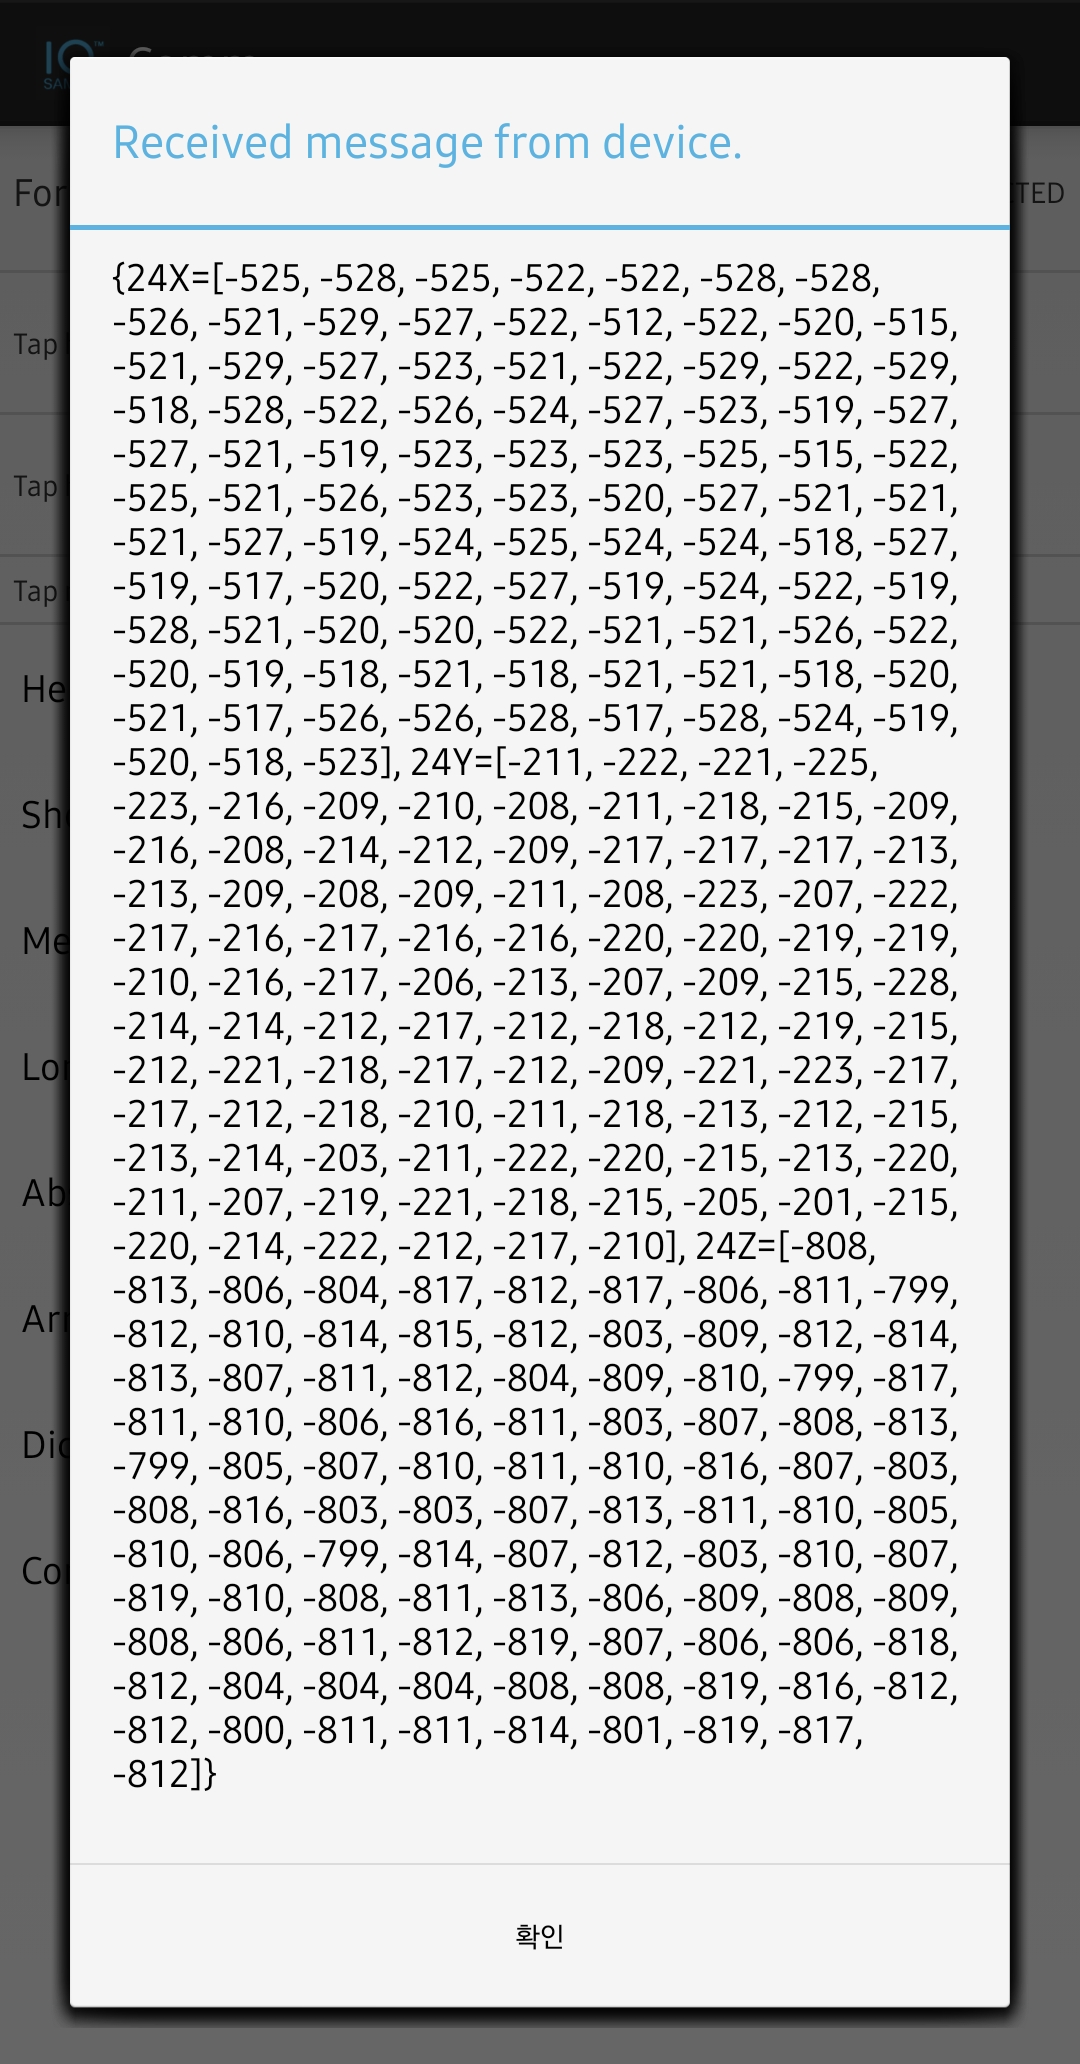 IQ™ Comm
SAM
Received message from device.
For
TED
{24X=[-525, -528, -525, -522, -522, -528, -528,
-526, -521, -529, -527, -522, -512, -522, -520, -515,
-521, -529, -527, -523, -521, -522, -529, -522, -529,
-518, -528, -522, -526, -524, -527, -523, -519, -527,
-527, -521, -519, -523, -523, -523, -525, -515, -522,
-525, -521, -526, -523, -523, -520, -527, -521, -521,
-521, -527, -519, -524, -525, -524, -524, -518, -527,
-519, -517, -520, -522, -527, -519, -524, -522, -519,
-528, -521, -520, -520, -522, -521, -521, -526, -522,
-520, -519, -518, -521, -518, -521, -521, -518, -520,
-521, -517, -526, -526, -528, -517, -528, -524, -519,
-520, -518, -523], 24Y=[-211, -222, -221, -225,
-223, -216, -209, -210, -208, -211, -218, -215, -209,
-216, -208, -214, -212, -209, -217, -217, -217, -213,
-213, -209, -208, -209, -211, -208, -223, -207, -222,
-217, -216, -217, -216, -216, -220, -220, -219, -219,
-210, -216, -217, -206, -213, -207, -209, -215, -228,
-214, -214, -212, -217, -212, -218, -212, -219, -215,
-212, -221, -218, -217, -212, -209, -221, -223, -217,
-217, -212, -218, -210, -211, -218, -213, -212, -215,
-213, -214, -203, -211, -222, -220, -215, -213, -220,
-211, -207, -219, -221, -218, -215, -205, -201, -215,
-220, -214, -222, -212, -217, -210], 24Z=[-808,
-813, -806, -804, -817, -812, -817, -806, -811, -799,
-812, -810, -814, -815, -812, -803, -809, -812, -814,
-813, -807, -811, -812, -804, -809, -810, -799, -817,
-811, -810, -806, -816, -811, -803, -807, -808, -813,
-799, -805, -807, -810, -811, -810, -816, -807, -803,
-808, -816, -803, -803, -807, -813, -811, -810, -805,
-810, -806, -799, -814, -807, -812, -803, -810, -807,
-819, -810, -808, -811, -813, -806, -809, -808, -809,
-808, -806, -811, -812, -819, -807, -806, -806, -818,
-812, -804, -804, -804, -808, -808, -819, -816, -812,
-812, -800, -811, -811, -814, -801, -819, -817,
-812]}
Tap
Tap
Tap
He
Sh
Me
Lo
Ab
Arr
Dic
Co
확인